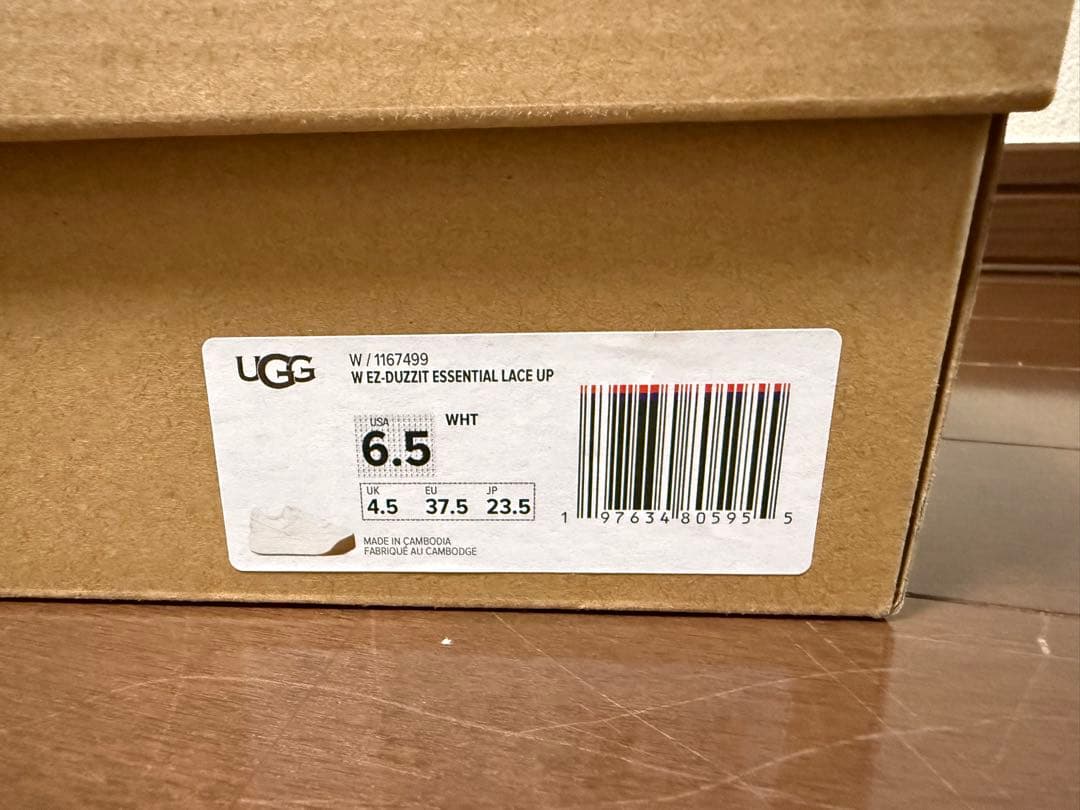 UGG
W / 1167499
W EZ-DUZZIT ESSENTIAL LACE UP
USA
6.5
WHT
UK EU JP
4.5 37.5 23.5
MADE IN CAMBODIA
FABRIQUÉ AU CAMBODGE
1 97634 80595 5